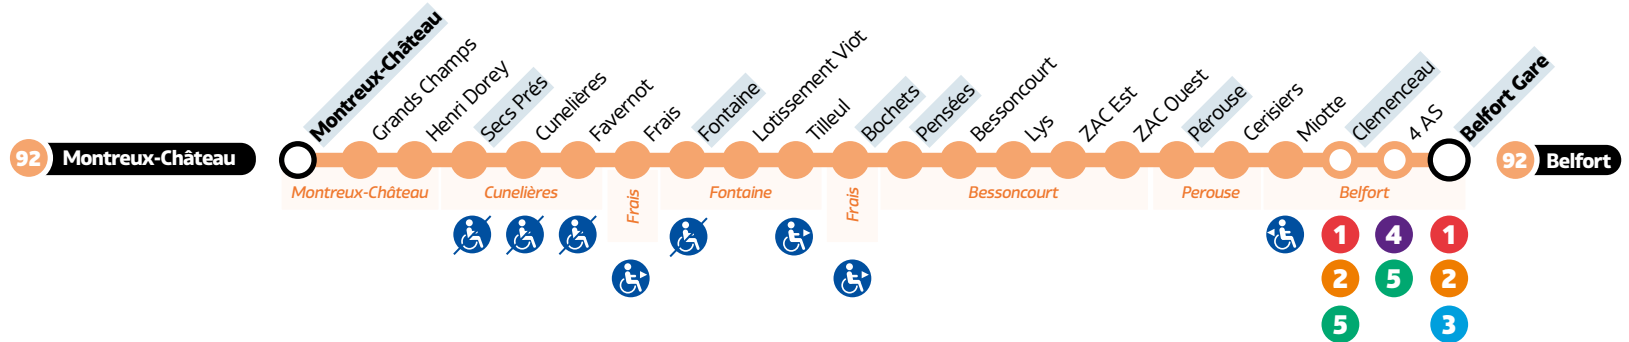 92 Montreux-Château
Montreux-Château
Grands Champs
Henri Dorey
Secs Prés
Cunelières
Favernot
Frais
Fontaine
Lotissement Viot
Tilleul
Bochets
Pensées
Bessoncourt
Lys
ZAC Est
ZAC Ouest
Pérouse
Cerisiers
Miotte
Clemenceau
4 AS
Belfort Gare
92 Belfort
Montreux-Château
Cunelières
Frais
Fontaine
Frais
Bessoncourt
Perouse
Belfort
1 4 1
2 5 2
5 3